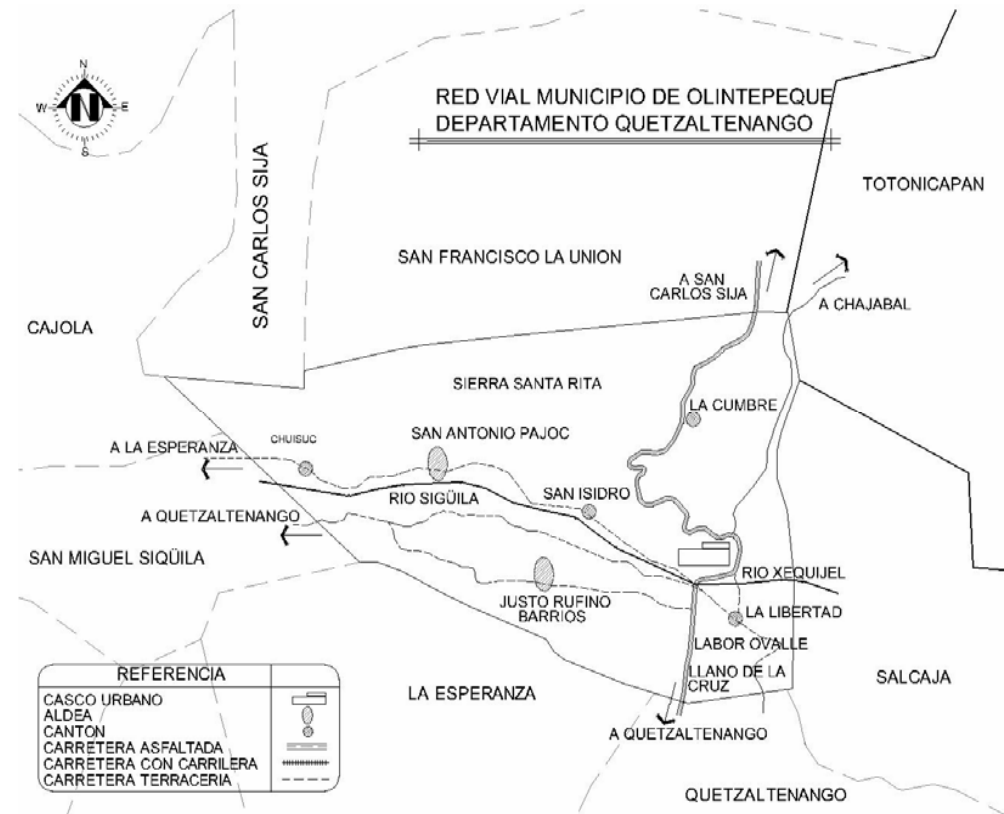 N
W
N
E
S
RED VIAL MUNICIPIO DE OLINTEPEQUE
DEPARTAMENTO QUETZALTENANGO
TOTONICAPAN
SAN CARLOS SIJA
SAN FRANCISCO LA UNION
A SAN
CARLOS SIJA
A CHAJABAL
CAJOLA
SIERRA SANTA RITA
LA CUMBRE
SAN ANTONIO PAJOC
CHUISUC
A LA ESPERANZA
RIO SIGÜILA
SAN ISIDRO
A QUETZALTENANGO
SAN MIGUEL SIQÜILA
RIO XEQUIJEL
JUSTO RUFINO
BARRIOS
LA LIBERTAD
LABOR OVALLE
LLANO DE LA
CRUZ
SALCAJA
LA ESPERANZA
A QUETZALTENANGO
QUETZALTENANGO
REFERENCIA
CASCO URBANO
ALDEA
CANTON
CARRETERA ASFALTADA
CARRETERA CON CARRILERA
CARRETERA TERRACERIA